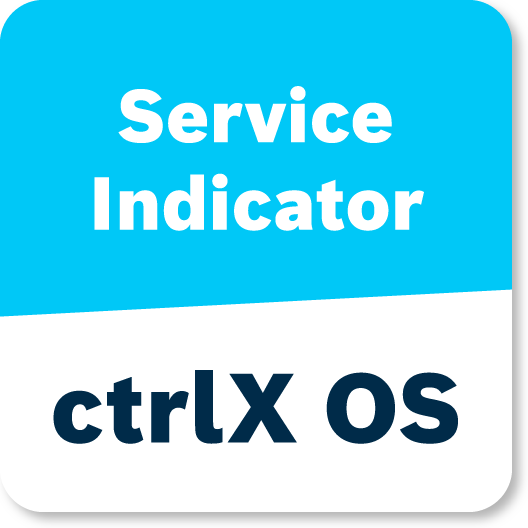 Service
Indicator
ctrlX OS